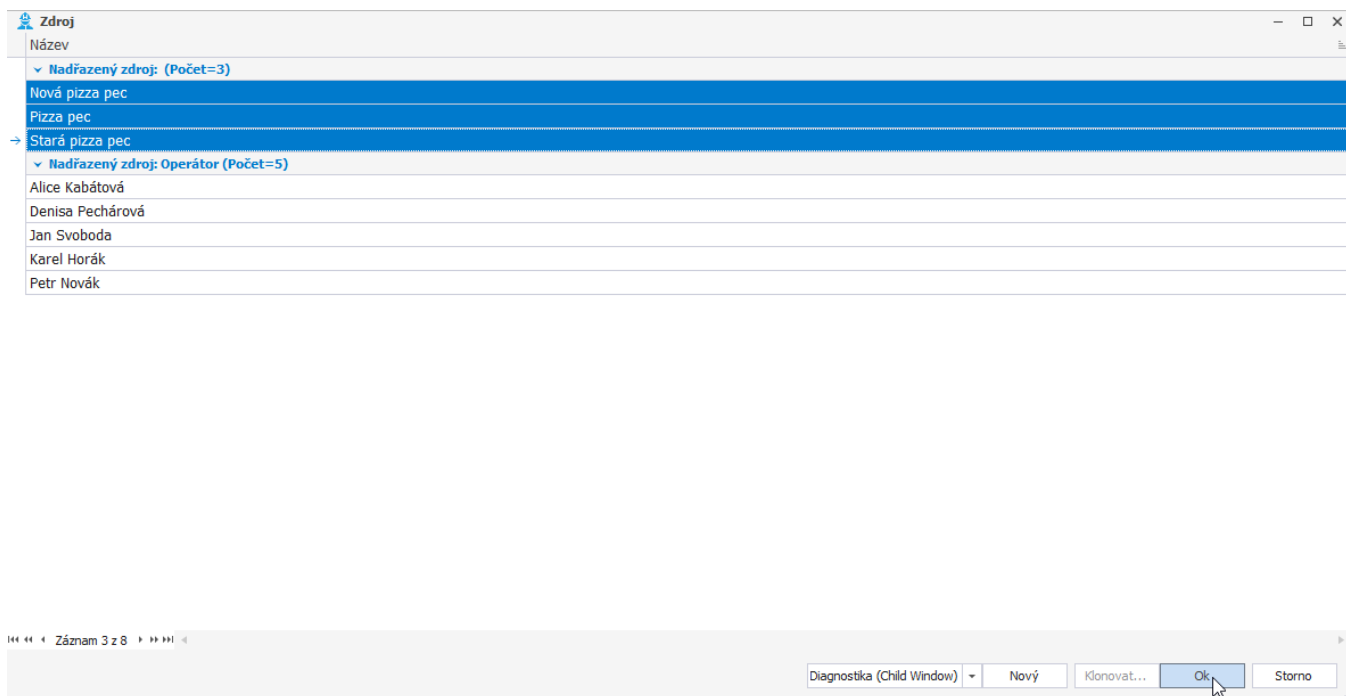 Zdroj
Název
Nadřazený zdroj: (Počet=3)
Nová pizza pec
Pizza pec
Stará pizza pec
Nadřazený zdroj: Operátor (Počet=5)
Alice Kabátová
Denisa Pechárová
Jan Svoboda
Karel Horák
Petr Novák
Záznam 3 z 8
Diagnostika (Child Window) Nový Klonovat... Ok Storno